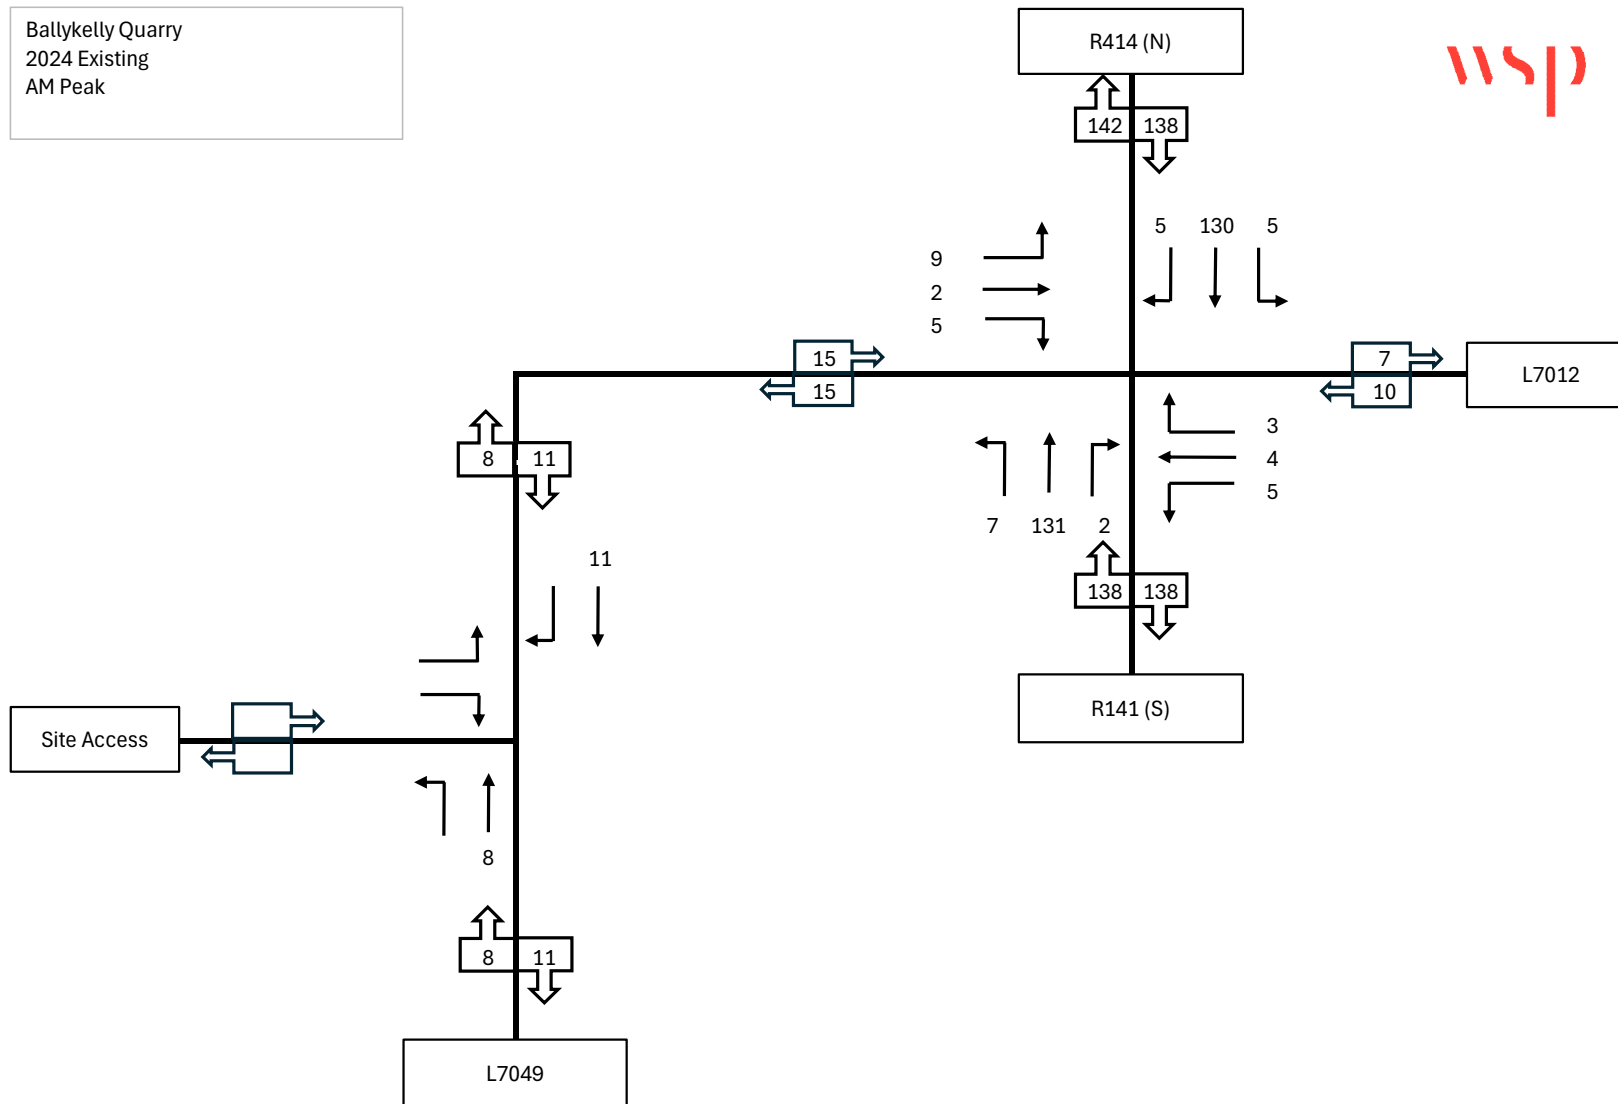 Ballykelly Quarry
2024 Existing
AM Peak
R414 (N)
wsp
142 138
5 130 5
9
2
5
15
15
7
10
L7012
8 11
3
4
5
7 131 2
11
138 138
R141 (S)
Site Access
8
8 11
L7049